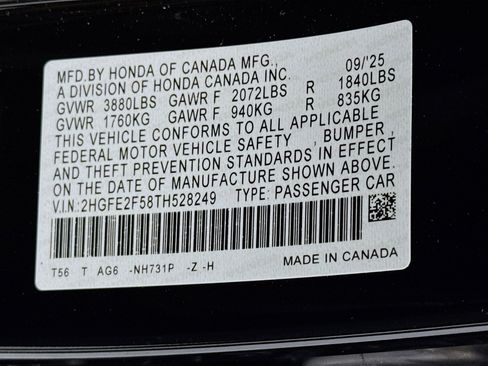 MFD.BY HONDA OF CANADA MFG., 09/'25
A DIVISION OF HONDA CANADA INC.
GVWR 3880LBS GAWR F 2072LBS R 1840LBS
GVWR 1760KG GAWR F 940KG R 835KG
THIS VEHICLE CONFORMS TO ALL APPLICABLE
FEDERAL MOTOR VEHICLE SAFETY , BUMPER ,
AND THEFT PREVENTION STANDARDS IN EFFECT
ON THE DATE OF MANUFACTURE SHOWN ABOVE.
V.I.N:2HGFE2F58TH528249 TYPE: PASSENGER CAR
T56 T AG6 -NH731P -Z -H MADE IN CANADA